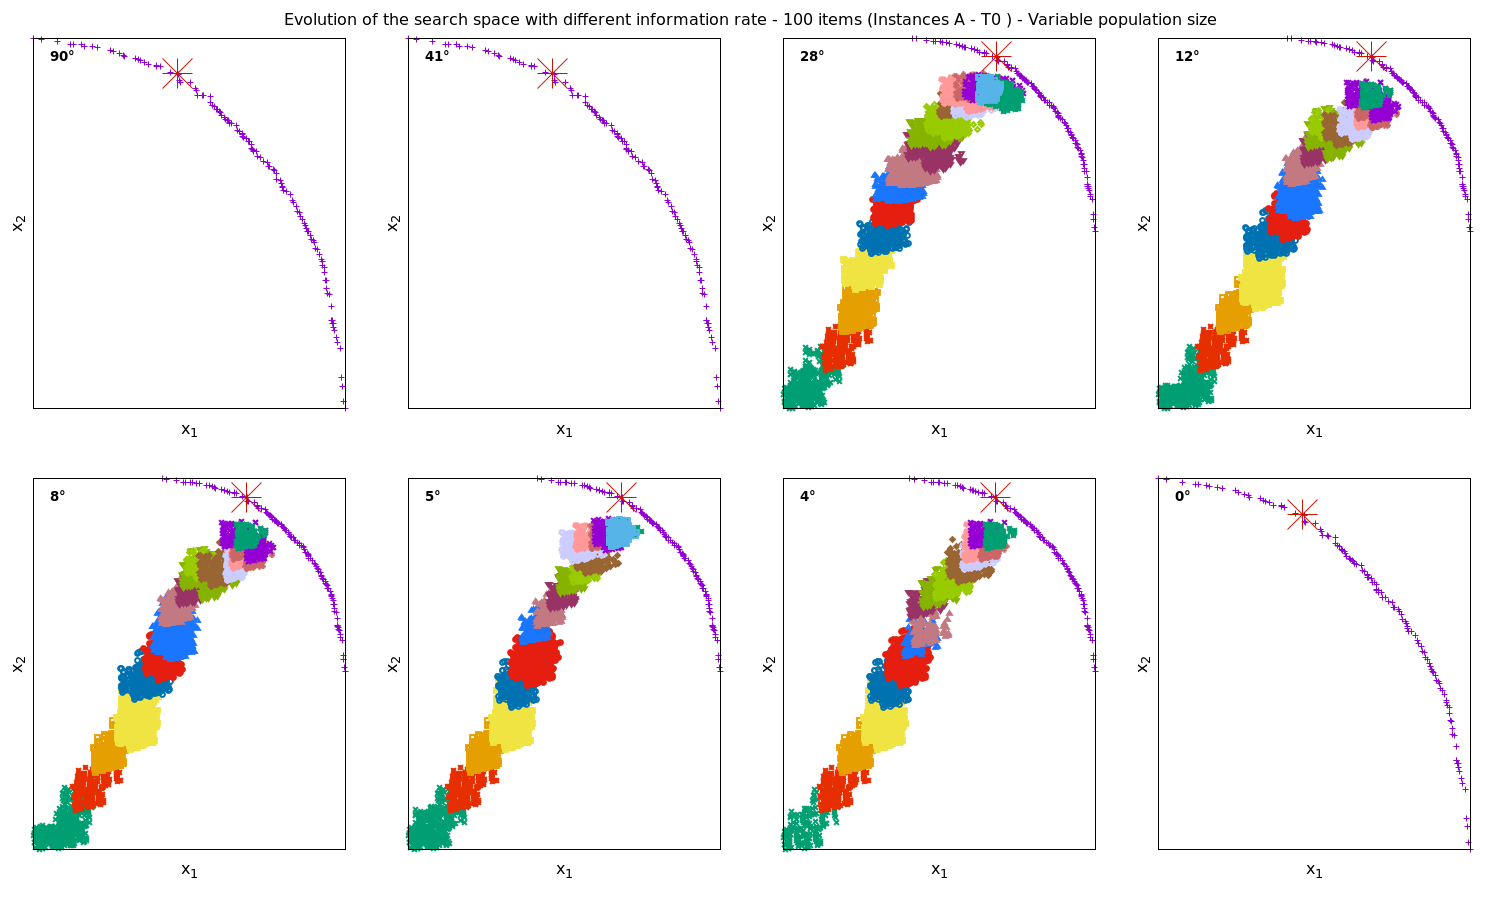 Evolution of the search space with different information rate - 100 items (Instances A - T0 ) - Variable population size
90°
41°
28°
12°
x2
x2
x2
x2
x1
x1
x1
x1
8°
5°
4°
0°
x2
x2
x2
x2
x1
x1
x1
x1